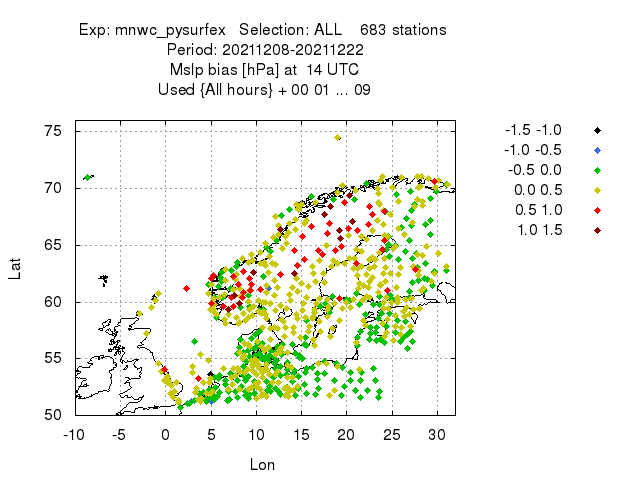 Exp: mnwc_pysurfex   Selection: ALL    683 stations
Period: 20211208-20211222
Mslp bias [hPa] at  14 UTC
Used {All hours} + 00 01 ... 09
-1.5 -1.0
-1.0 -0.5
-0.5 0.0
0.0 0.5
0.5 1.0
1.0 1.5
Lat
75
70
65
60
55
50
-10 -5 0 5 10 15 20 25 30
Lon